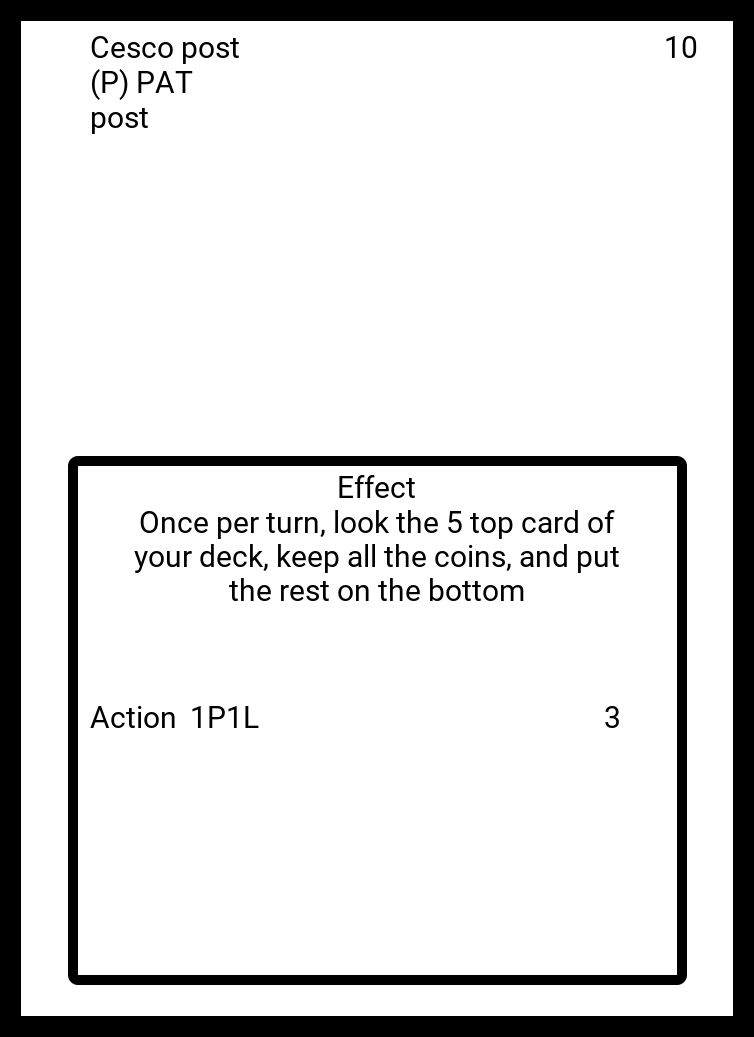 Cesco post 10
(P) PAT
post
Effect
Once per turn, look the 5 top card of
your deck, keep all the coins, and put
the rest on the bottom
Action 1P1L 3